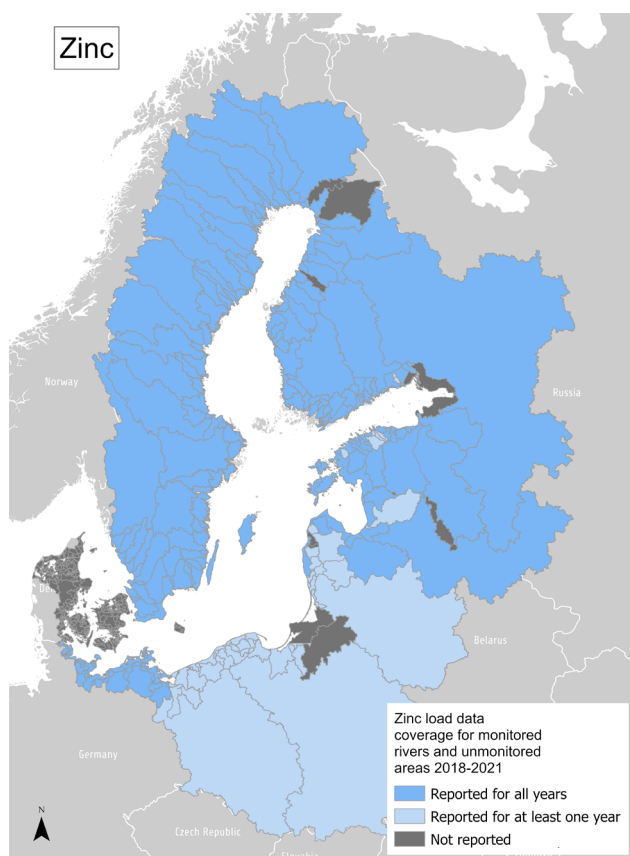 Zinc
Norway
Russia
De
Belarus
Germany
Czech Republic
Zinc load data
coverage for monitored
rivers and unmonitored
areas 2018-2021
Reported for all years
Reported for at least one year
Not reported
N